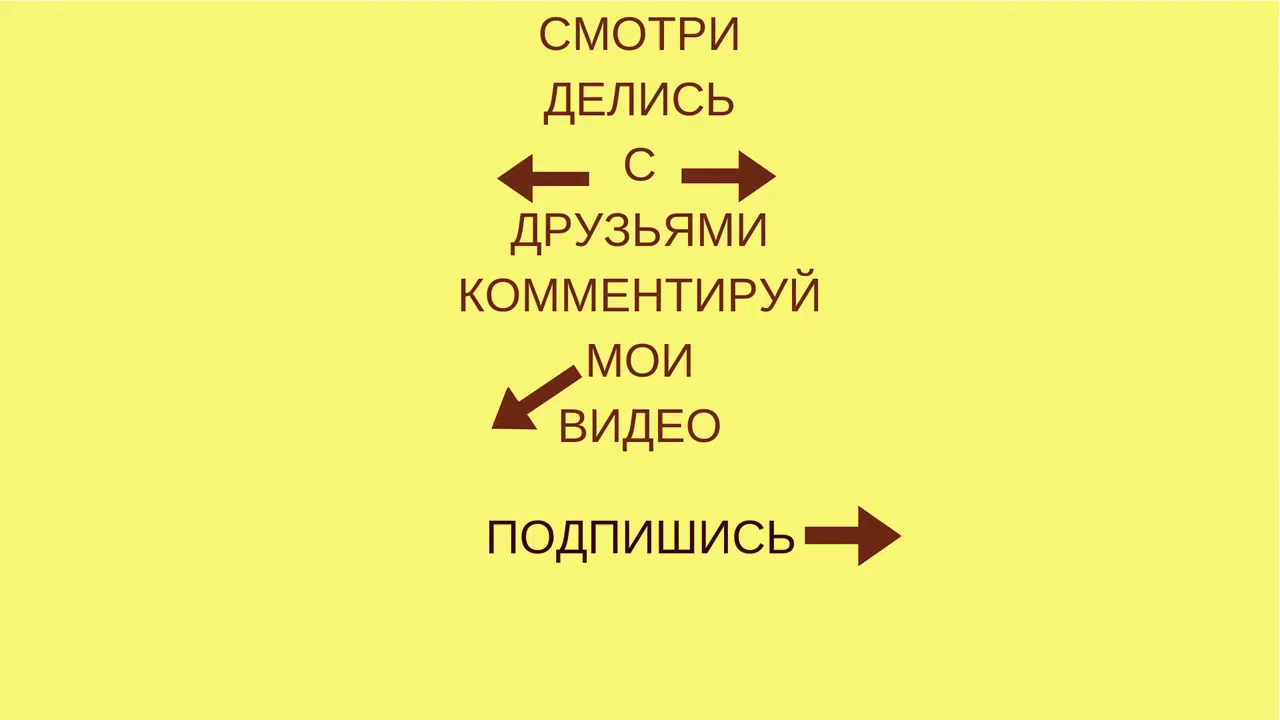 СМОТРИ
ДЕЛИСЬ
С
ДРУЗЬЯМИ
КОММЕНТИРУЙ
МОИ
ВИДЕО
ПОДПИШИСЬ